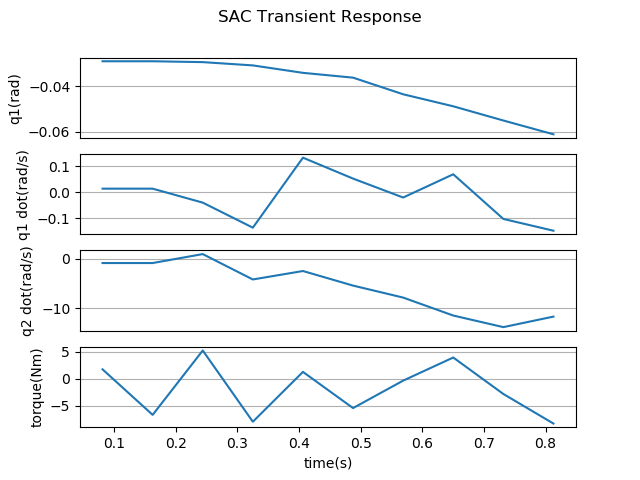 SAC Transient Response
q1(rad)
−0.04
−0.06
q1 dot(rad/s)
0.1
0.0
−0.1
q2 dot(rad/s)
0
−10
torque(Nm)
5
0
−5
0.1 0.2 0.3 0.4 0.5 0.6 0.7 0.8
time(s)